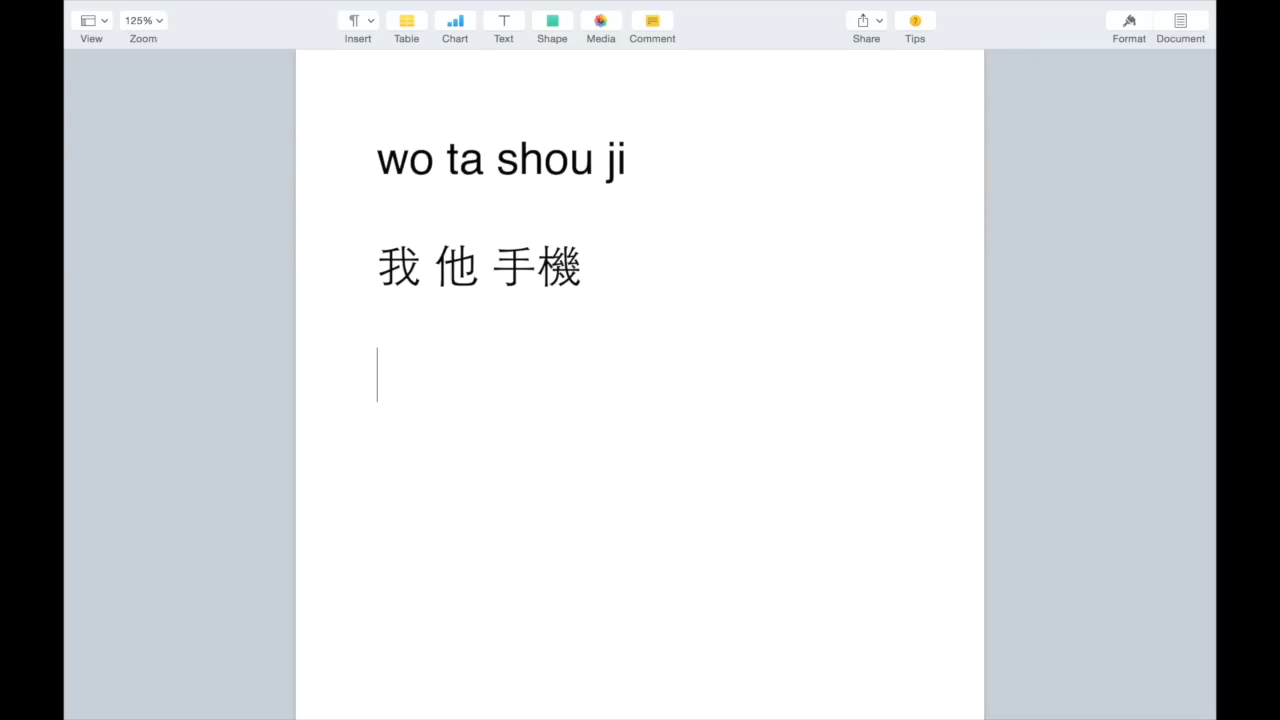 125%
View Zoom Insert Table Chart Text Shape Media Comment Share Tips Format Document
wo ta shou ji
我 他 手機